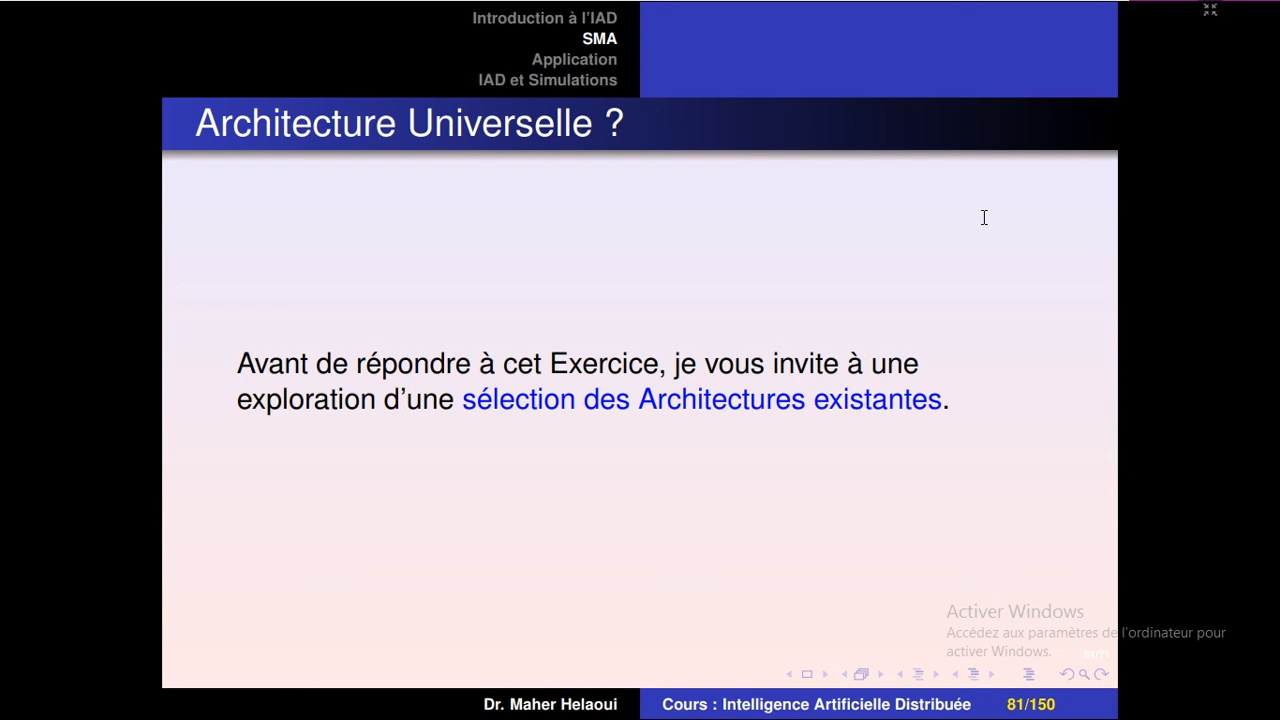 Introduction à l'IAD
SMA
Application
IAD et Simulations
Architecture Universelle ?
Avant de répondre à cet Exercice, je vous invite à une
exploration d'une sélection des Architectures existantes.
Activer Windows
Accédez aux paramètres de l'ordinateur pour
activer Windows.
Dr. Maher Helaoui
Cours : Intelligence Artificielle Distribuée
81/150